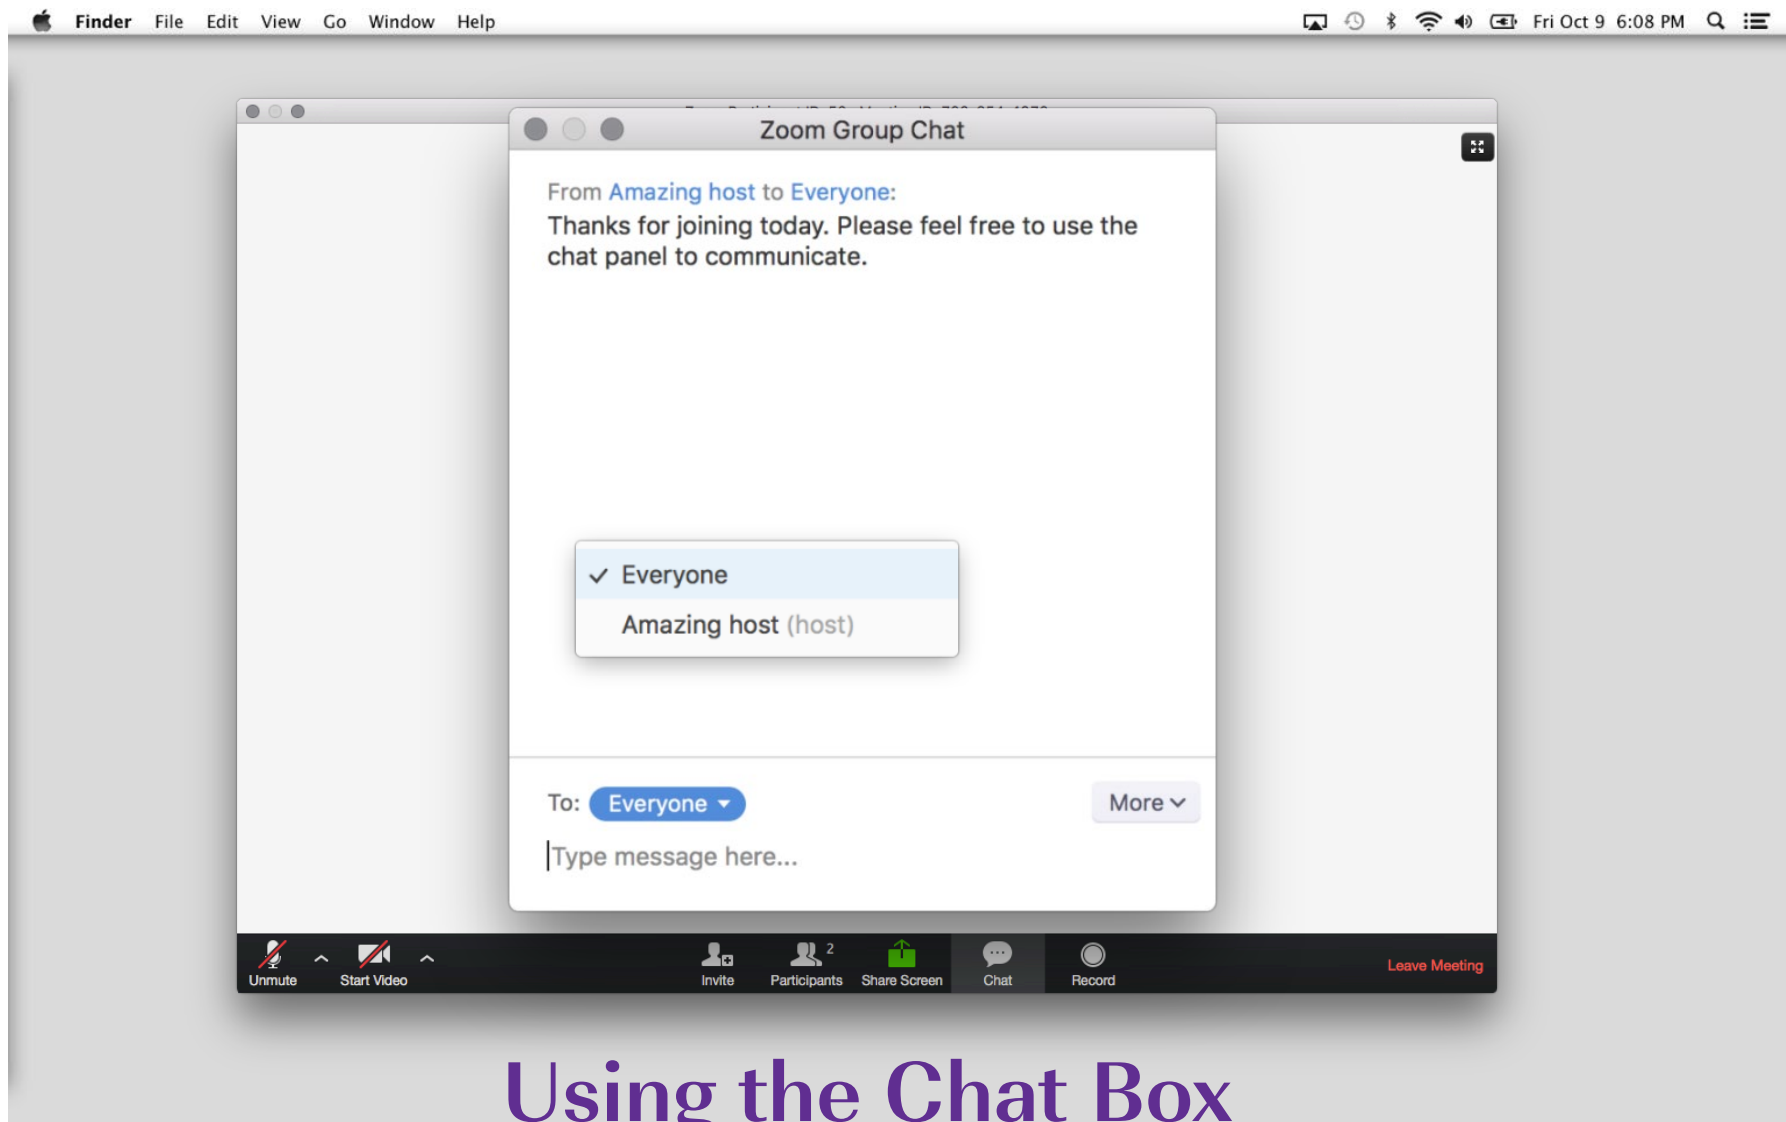 Finder File Edit View Go Window Help Fri Oct 9 6:08 PM
Zoom Group Chat
From Amazing host to Everyone:
Thanks for joining today. Please feel free to use the
chat panel to communicate.
✓ Everyone
Amazing host (host)
To: Everyone More
Type message here...
2
Unmute Start Video Invite Participants Share Screen Chat Record Leave Meeting
Using the Chat Box